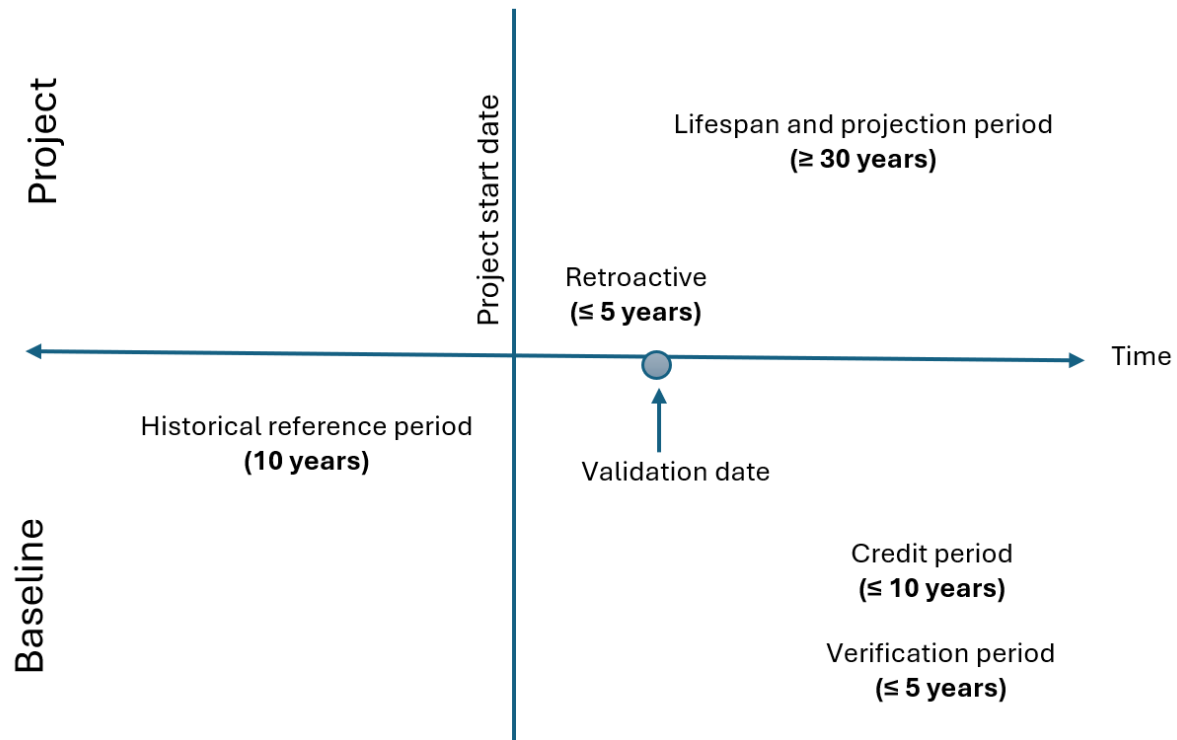 Project
Project start date
Lifespan and projection period
(≥ 30 years)
Retroactive
(≤ 5 years)
Time
Historical reference period
(10 years)
Validation date
Baseline
Credit period
(≤ 10 years)
Verification period
(≤ 5 years)